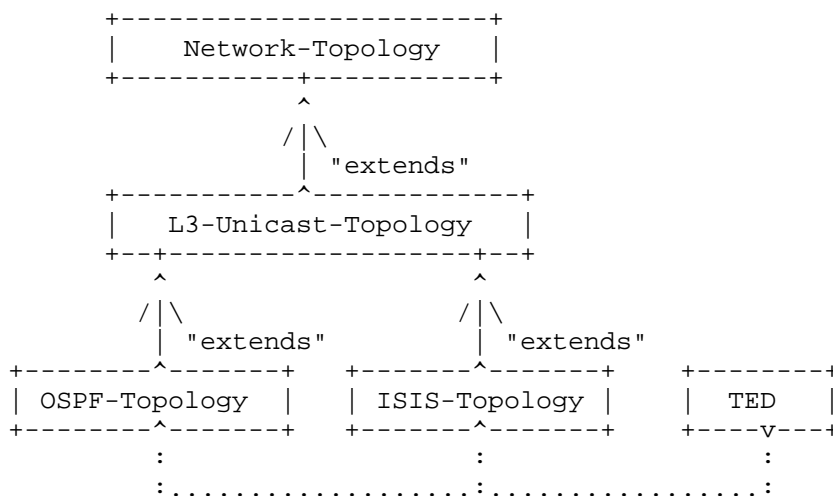 Network-Topology
"extends"
L3-Unicast-Topology
"extends" "extends"
OSPF-Topology ISIS-Topology TED